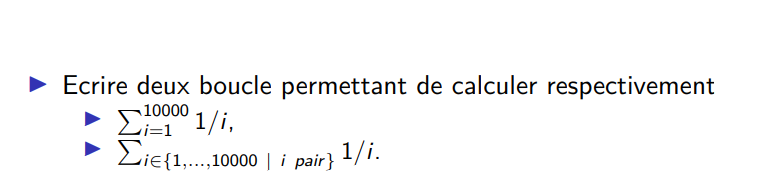 ▶ Ecrire deux boucle permettant de calculer respectivement
▶ ∑_{i=1}^{10000} 1/i,
▶ ∑_{i∈{1,...,10000 | i pair}} 1/i.